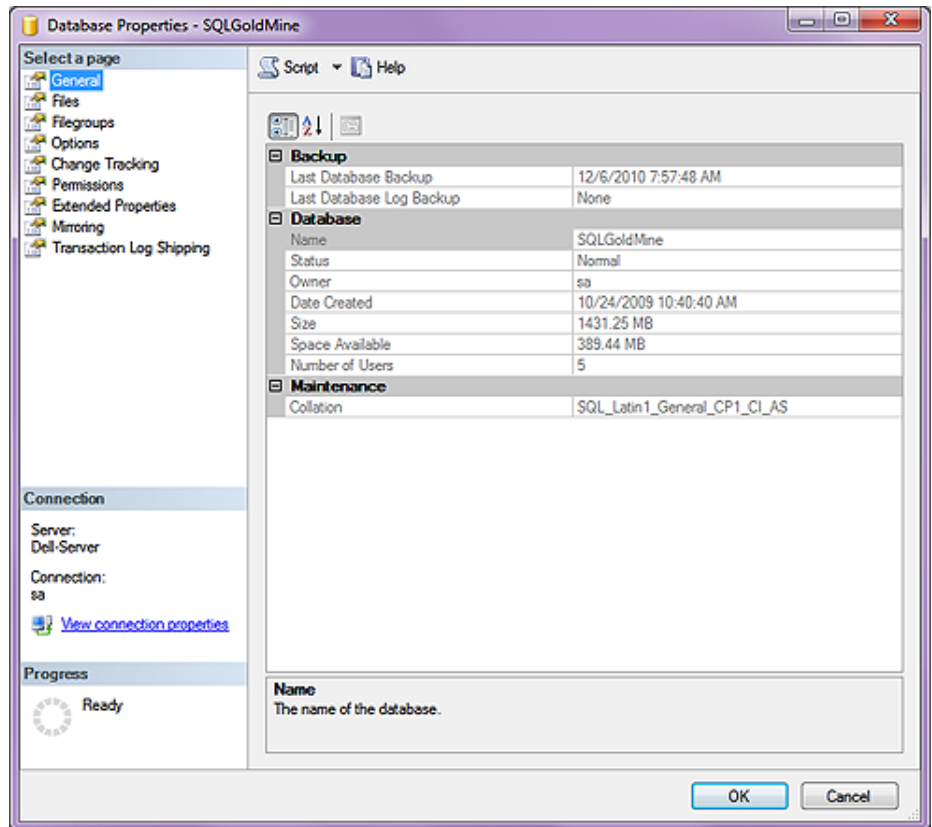 Database Properties - SQLGoldMine
Select a page
General
Files
Filegroups
Options
Change Tracking
Permissions
Extended Properties
Mirroring
Transaction Log Shipping
Connection
Server:
Dell-Server
Connection:
sa
View connection properties
Progress
Ready
Script Help
Backup
Last Database Backup 12/6/2010 7:57:48 AM
Last Database Log Backup None
Database
Name SQLGoldMine
Status Normal
Owner sa
Date Created 10/24/2009 10:40:40 AM
Size 1431.25 MB
Space Available 389.44 MB
Number of Users 5
Maintenance
Collation SQL_Latin1_General_CP1_CI_AS
Name
The name of the database.
OK Cancel